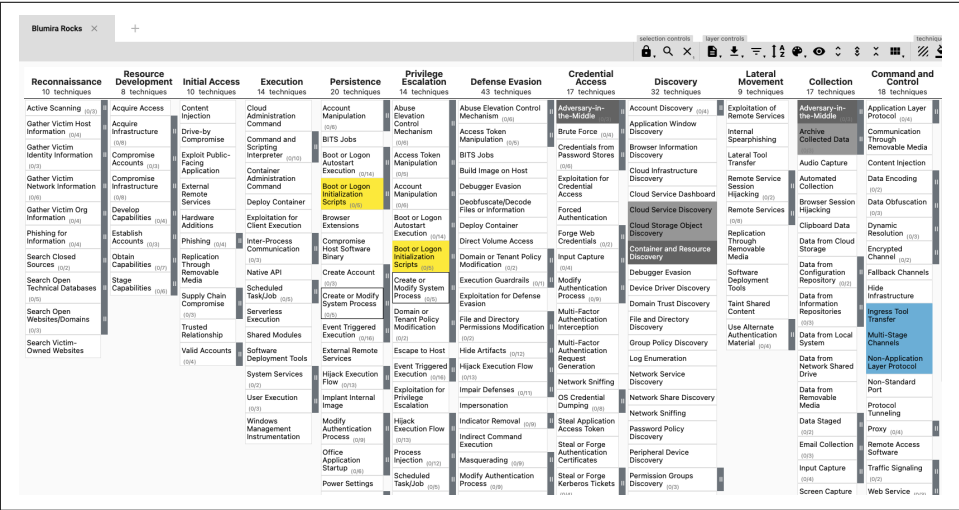 Blumira Rocks
selection controls
layer controls
Reconnaissance
10 techniques
Active Scanning (0/3)
Gather Victim Host
Information (0/4)
Gather Victim
Identity Information
(0/3)
Gather Victim
Network Information
(0/6)
Gather Victim Org
Information (0/4)
Phishing for
Information (0/4)
Search Closed
Sources (0/2)
Search Open
Technical Databases
(0/5)
Search Open
Websites/Domains
(0/3)
Search Victim-
Owned Websites
Resource
Development
8 techniques
Acquire Access
Acquire
Infrastructure
(0/8)
Compromise
Accounts (0/3)
Compromise
Infrastructure
(0/8)
Develop
Capabilities (0/4)
Establish
Accounts (0/3)
Obtain
Capabilities (0/7)
Stage
Capabilities (0/6)
Initial Access
10 techniques
Content
Injection
Drive-by
Compromise
Exploit Public-
Facing
Application
External
Remote
Services
Hardware
Additions
Phishing (0/4)
Replication
Through
Removable
Media
Supply Chain
Compromise
(0/3)
Trusted
Relationship
Valid Accounts
(0/4)
Execution
14 techniques
Cloud
Administration
Command
Command and
Scripting
Interpreter (0/10)
Container
Administration
Command
Deploy Container
Exploitation for
Client Execution
Inter-Process
Communication
(0/3)
Native API
Scheduled
Task/Job (0/5)
Serverless
Execution
Shared Modules
Software
Deployment Tools
System Services
(0/2)
User Execution
(0/3)
Windows
Management
Instrumentation
Persistence
20 techniques
Account
Manipulation
(0/6)
BITS Jobs
Boot or Logon
Autostart
Execution (0/14)
Boot or Logon
Initialization
Scripts (0/5)
Browser
Extensions
Compromise
Host Software
Binary
Create Account
(0/3)
Create or Modify
System Process
(0/5)
Event Triggered
Execution (0/16)
External Remote
Services
Hijack Execution
Flow (0/13)
Implant Internal
Image
Modify
Authentication
Process (0/9)
Office
Application
Startup (0/6)
Power Settings
Privilege
Escalation
14 techniques
Abuse
Elevation
Control
Mechanism
(0/6)
Access Token
Manipulation
(0/5)
Account
Manipulation
(0/6)
Boot or Logon
Autostart
Execution (0/14)
Boot or Logon
Initialization
Scripts (0/5)
Create or
Modify System
Process (0/5)
Domain or
Tenant Policy
Modification
(0/2)
Escape to Host
Event Triggered
Execution (0/16)
Exploitation for
Privilege
Escalation
Hijack
Execution Flow
(0/13)
Process
Injection (0/12)
Scheduled
Task/Job (0/5)
Defense Evasion
43 techniques
Abuse Elevation Control
Mechanism (0/6)
Access Token
Manipulation (0/5)
BITS Jobs
Build Image on Host
Debugger Evasion
Deobfuscate/Decode
Files or Information
Deploy Container
Direct Volume Access
Domain or Tenant Policy
Modification (0/2)
Execution Guardrails (0/1)
Exploitation for Defense
Evasion
File and Directory
Permissions Modification
(0/2)
Hide Artifacts (0/12)
Hijack Execution Flow
(0/13)
Impair Defenses (0/11)
Impersonation
Indicator Removal (0/9)
Indirect Command
Execution
Masquerading (0/9)
Modify Authentication
Process (0/9)
Credential
Access
17 techniques
Adversary-in-
the-Middle
Brute Force (0/4)
Credentials from
Password Stores
(0/6)
Exploitation for
Credential
Access
Forced
Authentication
Forge Web
Credentials (0/2)
Input Capture
(0/4)
Modify
Authentication
Process (0/9)
Multi-Factor
Authentication
Interception
Multi-Factor
Authentication
Request
Generation
Network Sniffing
OS Credential
Dumping (0/8)
Steal Application
Access Token
Steal or Forge
Authentication
Certificates
Steal or Forge
Kerberos Tickets
Discovery
32 techniques
Account Discovery (0/4)
Application Window
Discovery
Browser Information
Discovery
Cloud Infrastructure
Discovery
Cloud Service Dashboard
Cloud Service Discovery
Cloud Storage Object
Discovery
Container and Resource
Discovery
Debugger Evasion
Device Driver Discovery
Domain Trust Discovery
File and Directory
Discovery
Group Policy Discovery
Log Enumeration
Network Service
Discovery
Network Share Discovery
Network Sniffing
Password Policy
Discovery
Peripheral Device
Discovery
Permission Groups
Discovery (0/3)
Lateral
Movement
9 techniques
Exploitation of
Remote Services
Internal
Spearphishing
Lateral Tool
Transfer
Remote Service
Session
Hijacking (0/2)
Remote Services
(0/8)
Replication
Through
Removable
Media
Software
Deployment
Tools
Taint Shared
Content
Use Alternate
Authentication
Material (0/4)
Collection
17 techniques
Adversary-in-
the-Middle
Archive
Collected Data
Audio Capture
Automated
Collection
Browser Session
Hijacking
Clipboard Data
Data from Cloud
Storage
Data from
Configuration
Repository (0/2)
Data from
Information
Repositories
(0/3)
Data from Local
System
Data from
Network Shared
Drive
Data from
Removable
Media
Data Staged
(0/2)
Email Collection
(0/3)
Input Capture
(0/4)
Screen Capture
Command and
Control
18 techniques
Application Layer
Protocol (0/4)
Communication
Through
Removable Media
Content Injection
Data Encoding
(0/2)
Data Obfuscation
(0/3)
Dynamic
Resolution (0/3)
Encrypted
Channel (0/2)
Fallback Channels
Hide
Infrastructure
Ingress Tool
Transfer
Multi-Stage
Channels
Non-Application
Layer Protocol
Non-Standard
Port
Protocol
Tunneling
Proxy (0/4)
Remote Access
Software
Traffic Signaling
(0/2)
Web Service